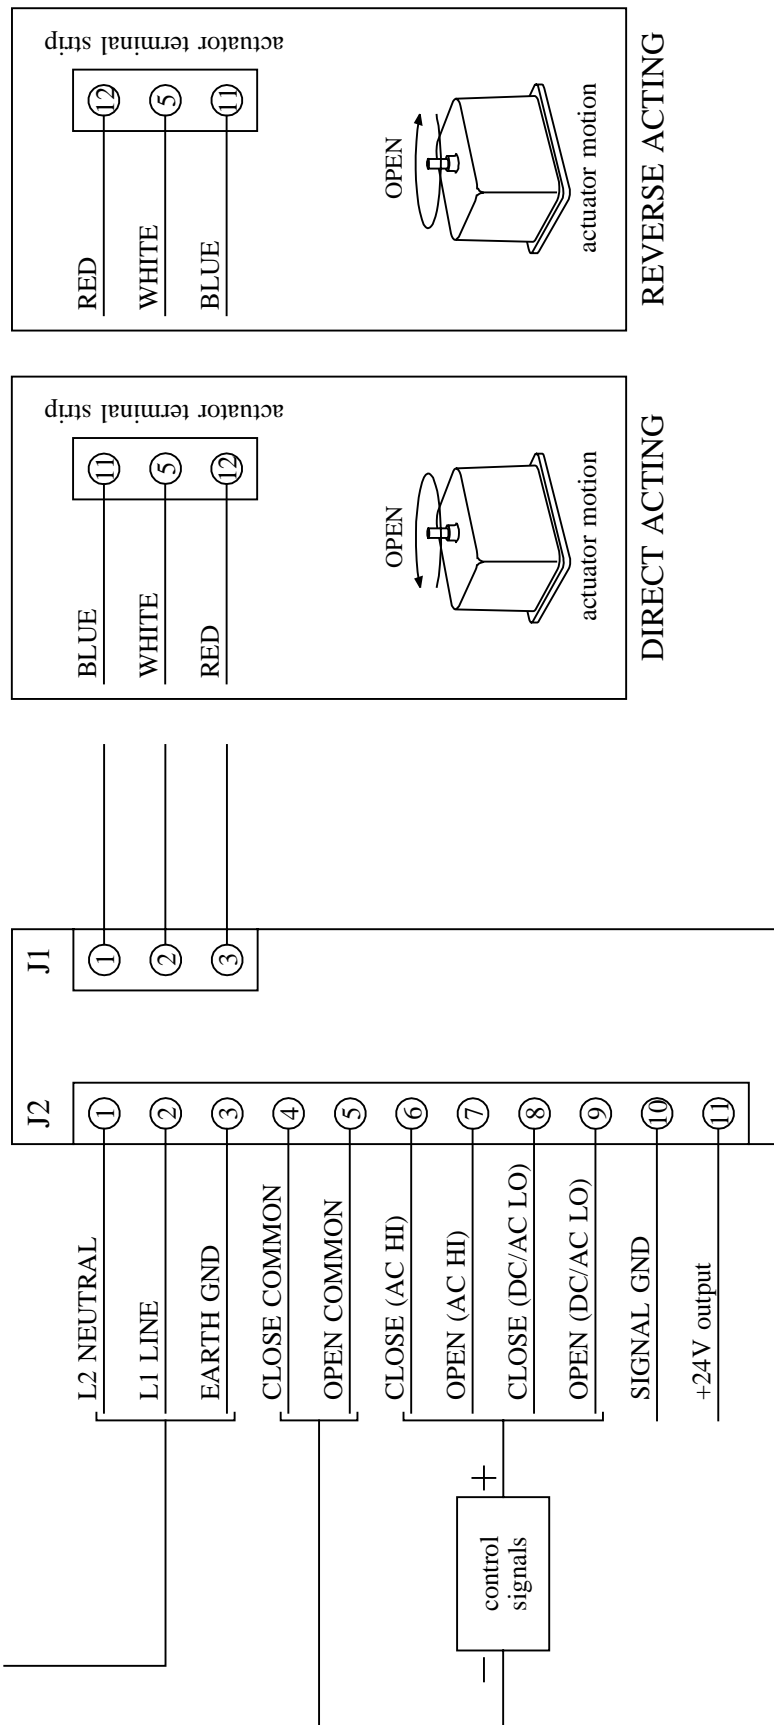 J2
1
2
3
4
5
6
7
8
9
10
11
L2 NEUTRAL
L1 LINE
EARTH GND
CLOSE COMMON
OPEN COMMON
CLOSE (AC HI)
OPEN (AC HI)
CLOSE (DC/AC LO)
OPEN (DC/AC LO)
SIGNAL GND
+24V output
−
control
signals
+
J1
1
2
3
BLUE
WHITE
RED
11
5
12
actuator terminal strip
OPEN
actuator motion
DIRECT ACTING
RED
WHITE
BLUE
12
5
11
actuator terminal strip
OPEN
actuator motion
REVERSE ACTING